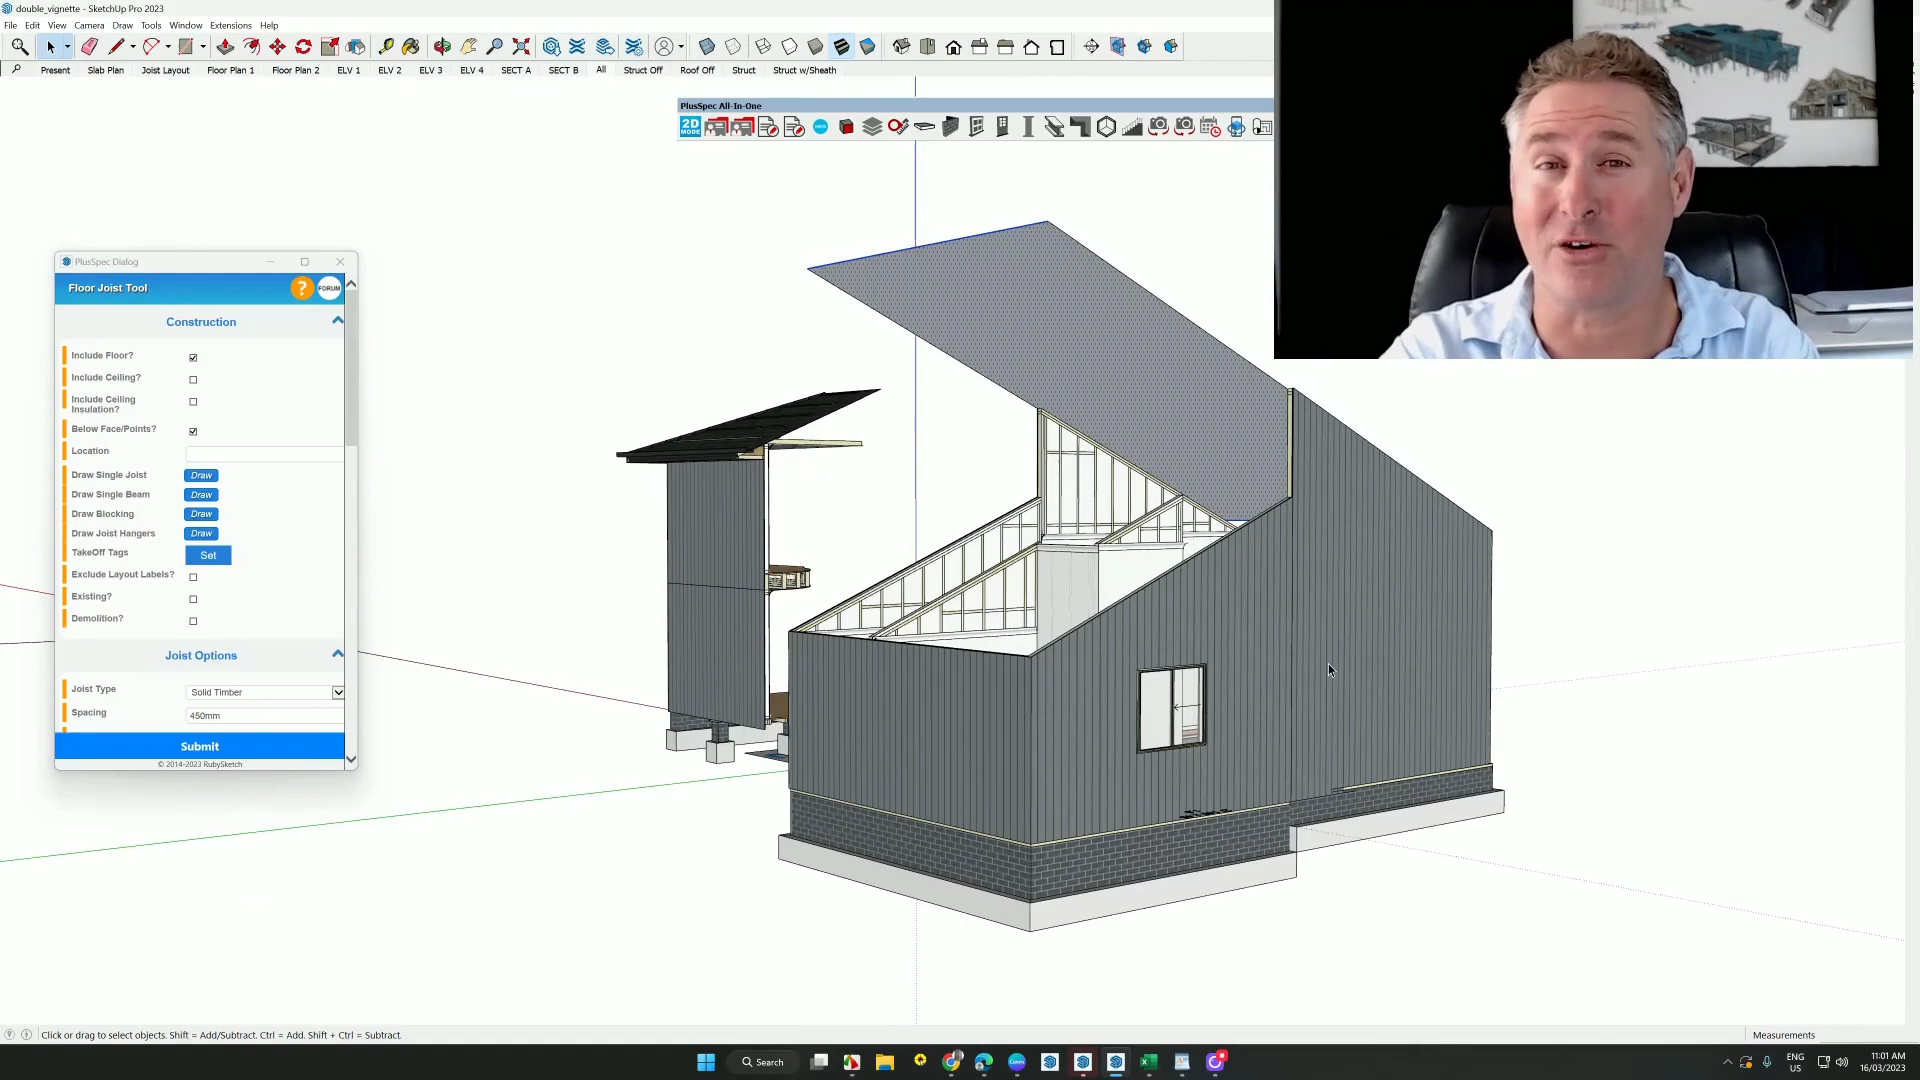 double_vignette - SketchUp Pro 2023
File Edit View Camera Draw Tools Window Extensions Help
Present Slab Plan Joist Layout Floor Plan 1 Floor Plan 2 ELV 1 ELV 2 ELV 3 ELV 4 SECT A SECT B All Struct Off Roof Off Struct Struct w/Sheath
PlusSpec All-In-One
2D MODE
PlusSpec Dialog
Floor Joist Tool ? FORUM
Construction
Include Floor?
Include Ceiling?
Include Ceiling
Insulation?
Below Face/Points?
Location
Draw Single Joist Draw
Draw Single Beam Draw
Draw Blocking Draw
Draw Joist Hangers Draw
TakeOff Tags Set
Exclude Layout Labels?
Existing?
Demolition?
Joist Options
Joist Type Solid Timber
Spacing 450mm
Submit
© 2014-2023 RubySketch
Click or drag to select objects. Shift = Add/Subtract. Ctrl = Add. Shift + Ctrl = Subtract.
Measurements
Search
ENG
US
11:01 AM
16/03/2023